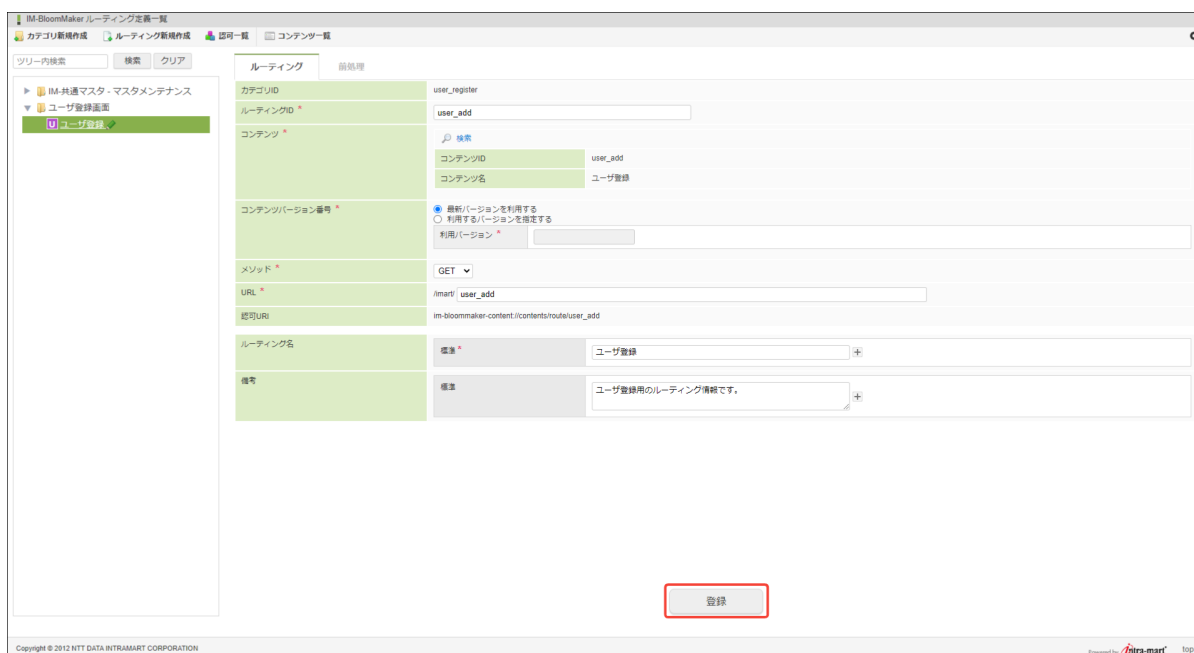 IM-BloomMaker ルーティング定義一覧
カテゴリ新規作成 ルーティング新規作成 認可一覧 コンテンツ一覧
ツリー内検索 検索 クリア
IM-共通マスタ - マスタメンテナンス
ユーザ登録画面
U ユーザ登録
ルーティング 前処理
カテゴリID user_register
ルーティングID * user_add
コンテンツ * 検索
コンテンツID user_add
コンテンツ名 ユーザ登録
コンテンツバージョン番号 * 最新バージョンを利用する
利用するバージョンを指定する
利用バージョン *
メソッド * GET
URL * /imart/ user_add
認可URI im-bloommaker-content://contents/route/user_add
ルーティング名 標準 * ユーザ登録
備考 標準 ユーザ登録用のルーティング情報です。
登録
Copyright © 2012 NTT DATA INTRAMART CORPORATION
Powered by intra-mart top